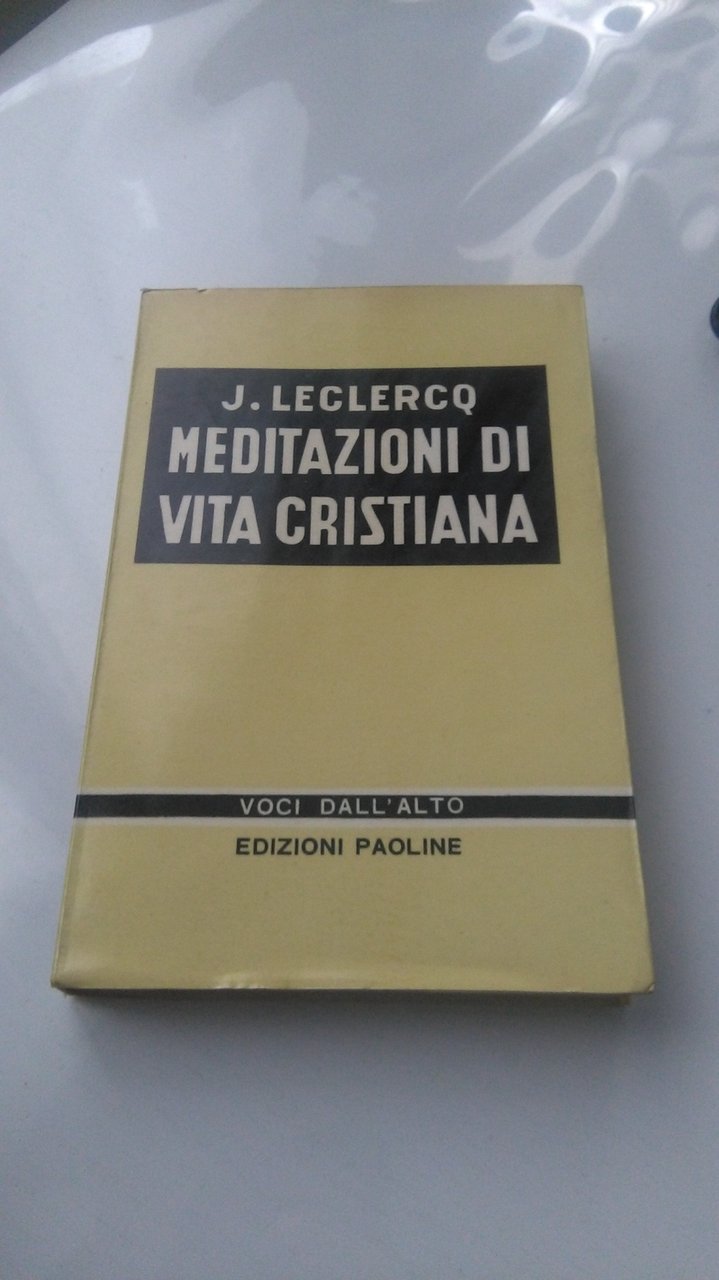 J. LECLERCQ
MEDITAZIONI DI
VITA CRISTIANA
VOCI DALL'ALTO
EDIZIONI PAOLINE